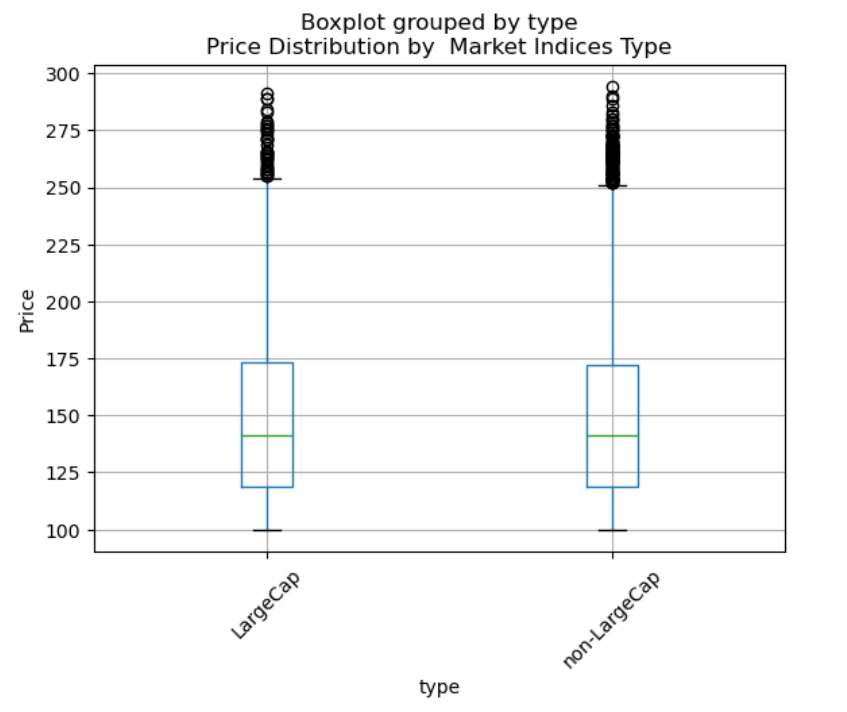 Boxplot grouped by type
Price Distribution by  Market Indices Type
300
275
250
225
200
175
150
125
100
Price
LargeCap
non-LargeCap
type